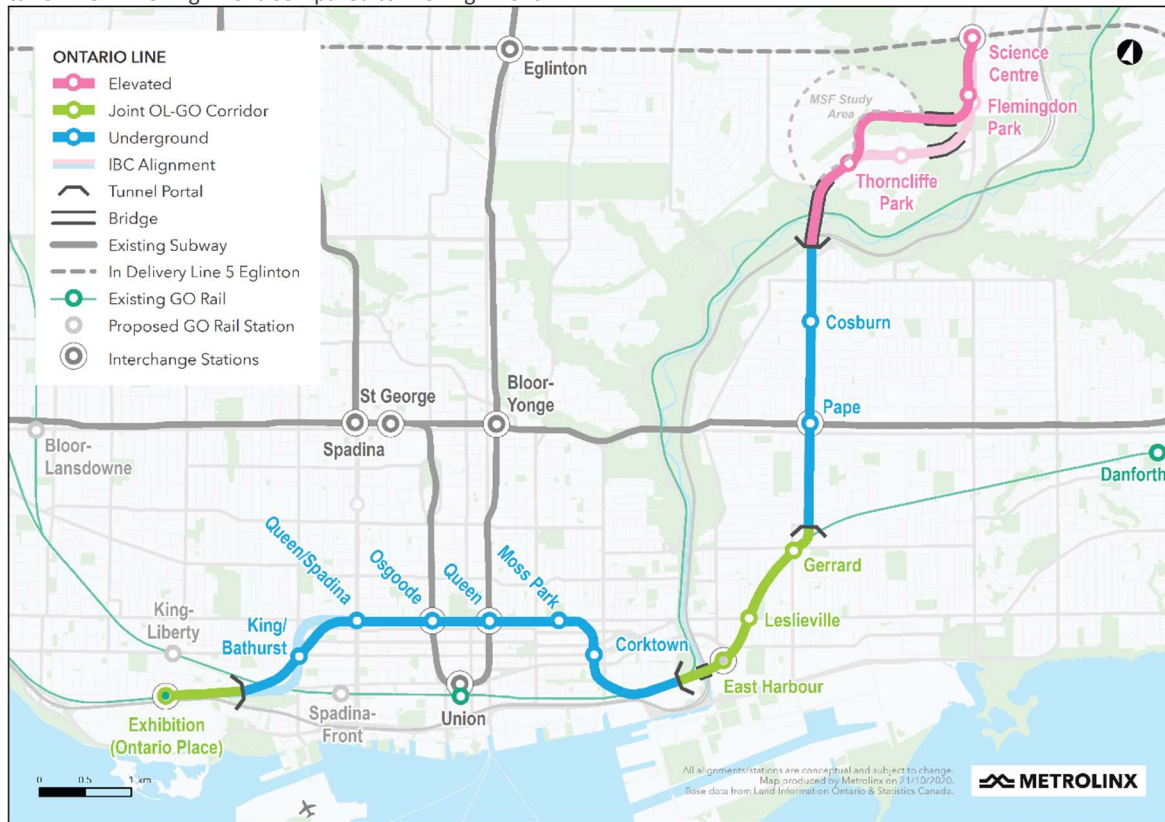 ONTARIO LINE
Elevated
Joint OL-GO Corridor
Underground
IBC Alignment
Tunnel Portal
Bridge
Existing Subway
In Delivery Line 5 Eglinton
Existing GO Rail
Proposed GO Rail Station
Interchange Stations
Eglinton
Science
Centre
MSF Study
Area
Flemingdon
Park
Thorncliffe
Park
Cosburn
Pape
Bloor-
Yonge
St George
Spadina
Bloor-
Lansdowne
Danforth
Gerrard
Leslieville
East Harbour
Corktown
Moss Park
Queen
Osgoode
Queen/Spadina
King/
Bathurst
King-
Liberty
Exhibition
(Ontario Place)
Spadina-
Front
Union
0 0.5 1 km
All alignments/stations are conceptual and subject to change.
Map produced by Metrolinx on 21/10/2020.
Base data from Land Information Ontario & Statistics Canada.
METROLINX